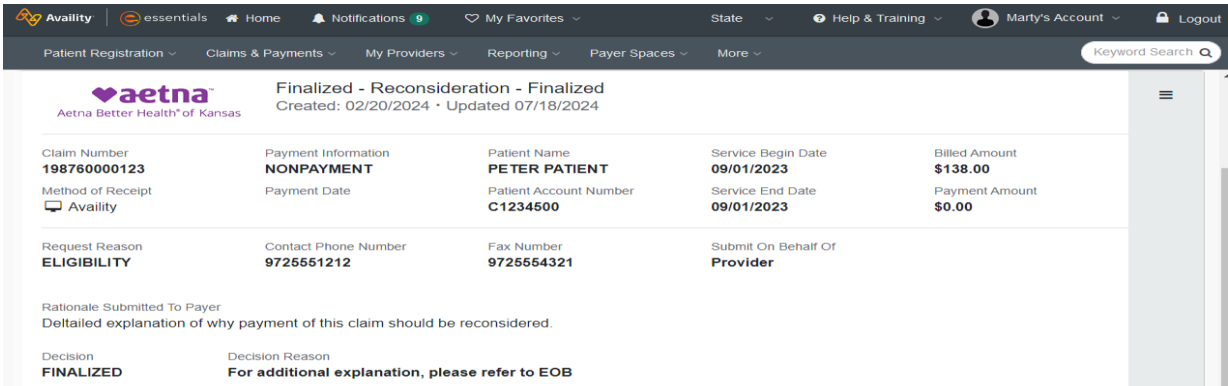 Availity essentials Home Notifications 9 My Favorites State Help & Training Marty's Account Logout
Patient Registration Claims & Payments My Providers Reporting Payer Spaces More Keyword Search
aetna™ Finalized - Reconsideration - Finalized
Aetna Better Health® of Kansas Created: 02/20/2024 · Updated 07/18/2024
Claim Number Payment Information Patient Name Service Begin Date Billed Amount
198760000123 NONPAYMENT PETER PATIENT 09/01/2023 $138.00
Method of Receipt Payment Date Patient Account Number Service End Date Payment Amount
Availity C1234500 09/01/2023 $0.00
Request Reason Contact Phone Number Fax Number Submit On Behalf Of
ELIGIBILITY 9725551212 9725554321 Provider
Rationale Submitted To Payer
Deltailed explanation of why payment of this claim should be reconsidered.
Decision Decision Reason
FINALIZED For additional explanation, please refer to EOB